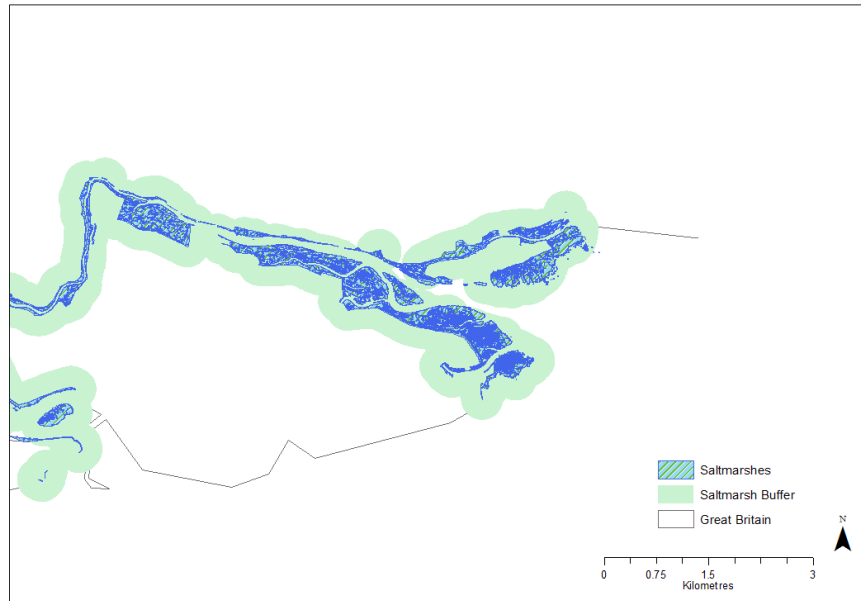 Saltmarshes
Saltmarsh Buffer
Great Britain
N
0 0.75 1.5 3
Kilometres